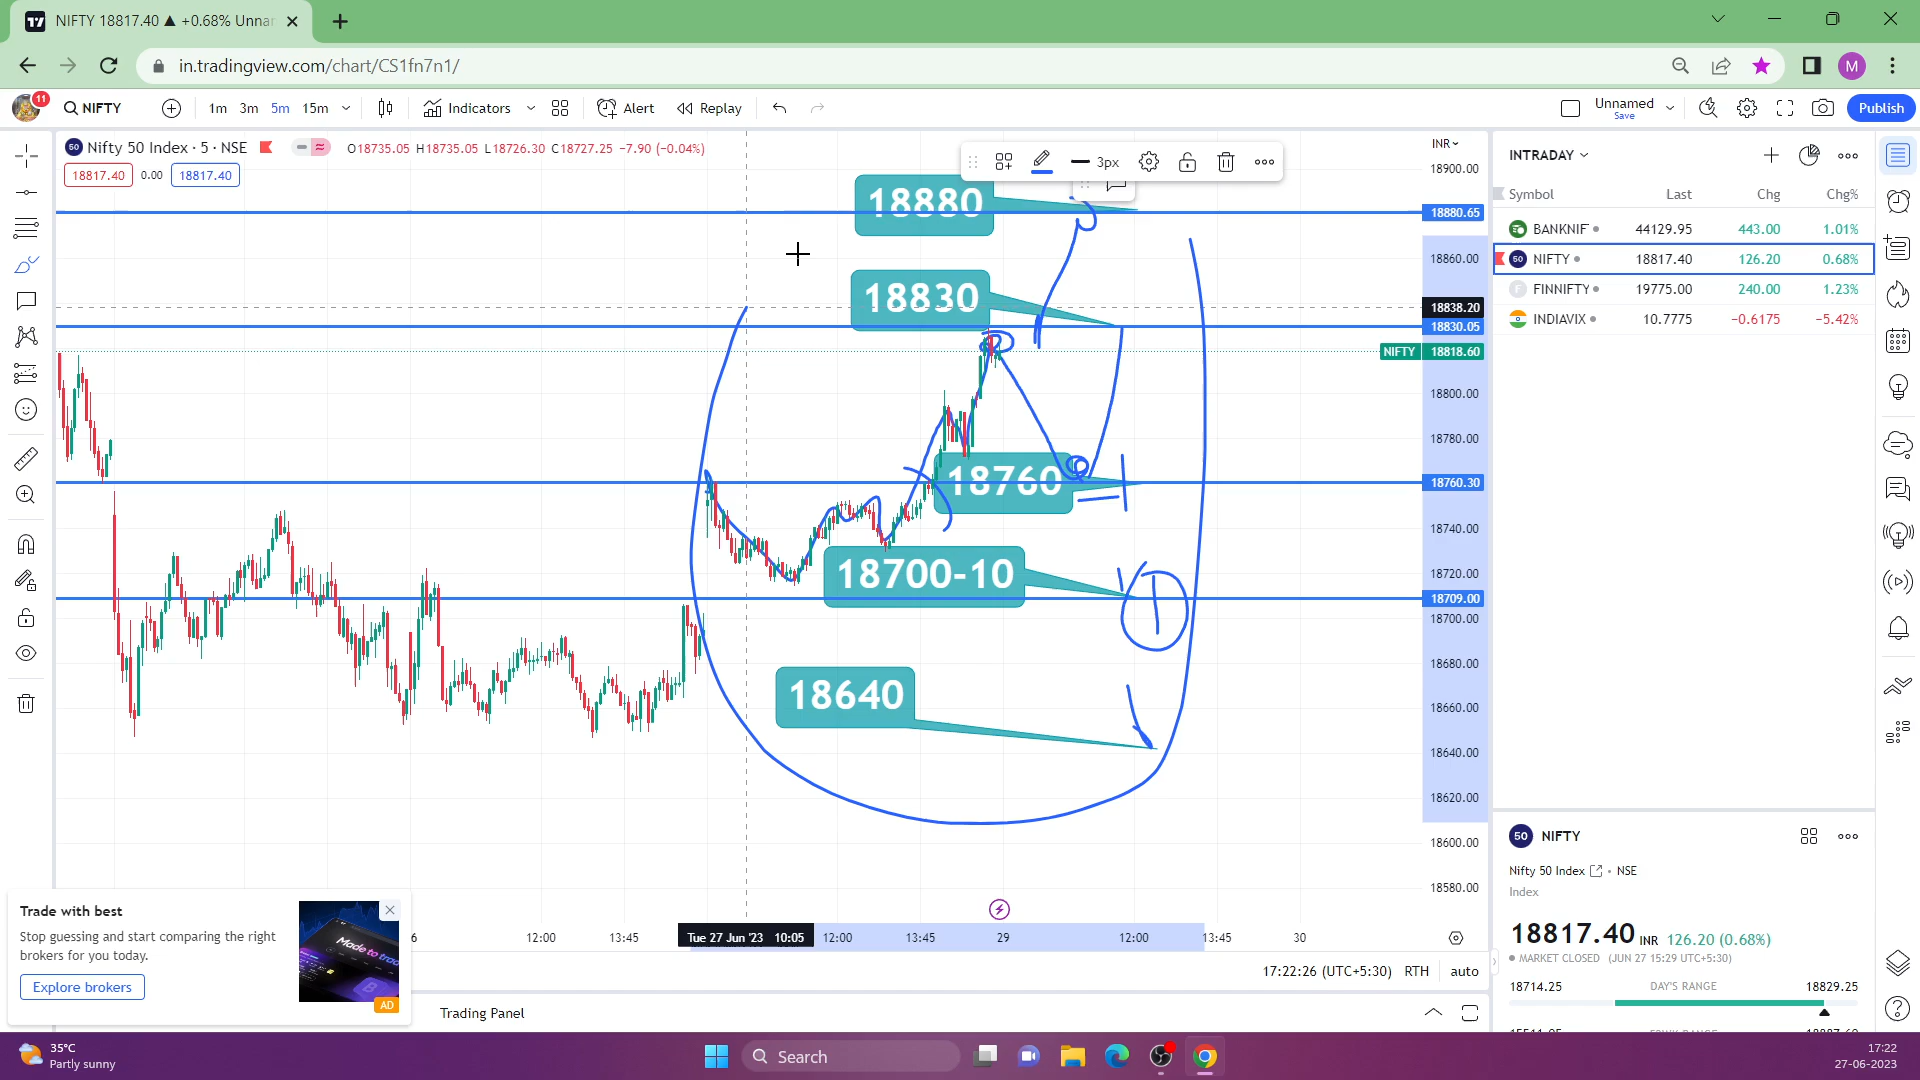 NIFTY 18817.40 ▲ +0.68% Unnar
in.tradingview.com/chart/CS1fn7n1/
M
11
NIFTY
1m 3m 5m 15m
Indicators
Alert
Replay
Unnamed
Save
Publish
50 Nifty 50 Index · 5 · NSE
O18735.05 H18735.05 L18726.30 C18727.25 -7.90 (-0.04%)
18817.40 0.00 18817.40
3px
INR
18900.00
18880.65
18860.00
18838.20
18830.05
NIFTY 18818.60
18800.00
18780.00
18760.30
18740.00
18720.00
18709.00
18700.00
18680.00
18660.00
18640.00
18620.00
18600.00
18580.00
18880
18830
18760
18700-10
18640
6 12:00 13:45 Tue 27 Jun '23 10:05 12:00 13:45 29 12:00 13:45 30
17:22:26 (UTC+5:30) RTH auto
Trading Panel
Trade with best
Stop guessing and start comparing the right
brokers for you today.
Explore brokers
Made to trade
AD
INTRADAY
Symbol Last Chg Chg%
BANKNIF 44129.95 443.00 1.01%
50 NIFTY 18817.40 126.20 0.68%
F FINNIFTY 19775.00 240.00 1.23%
INDIAVIX 10.7775 -0.6175 -5.42%
50 NIFTY
Nifty 50 Index · NSE
Index
18817.40 INR 126.20 (0.68%)
MARKET CLOSED (JUN 27 15:29 UTC+5:30)
18714.25 DAY'S RANGE 18829.25
35°C
Partly sunny
Search
17:22
27-06-2023